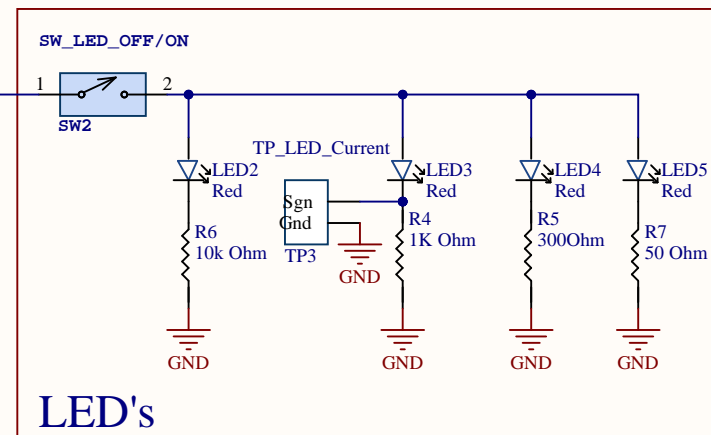 SW_LED_OFF/ON
1
2
SW2
TP_LED_Current
LED2
Red
LED3
Red
LED4
Red
LED5
Red
Sgn
Gnd
TP3
R6
10k Ohm
R4
1K Ohm
R5
300Ohm
R7
50 Ohm
GND
GND
GND
GND
GND
LED's